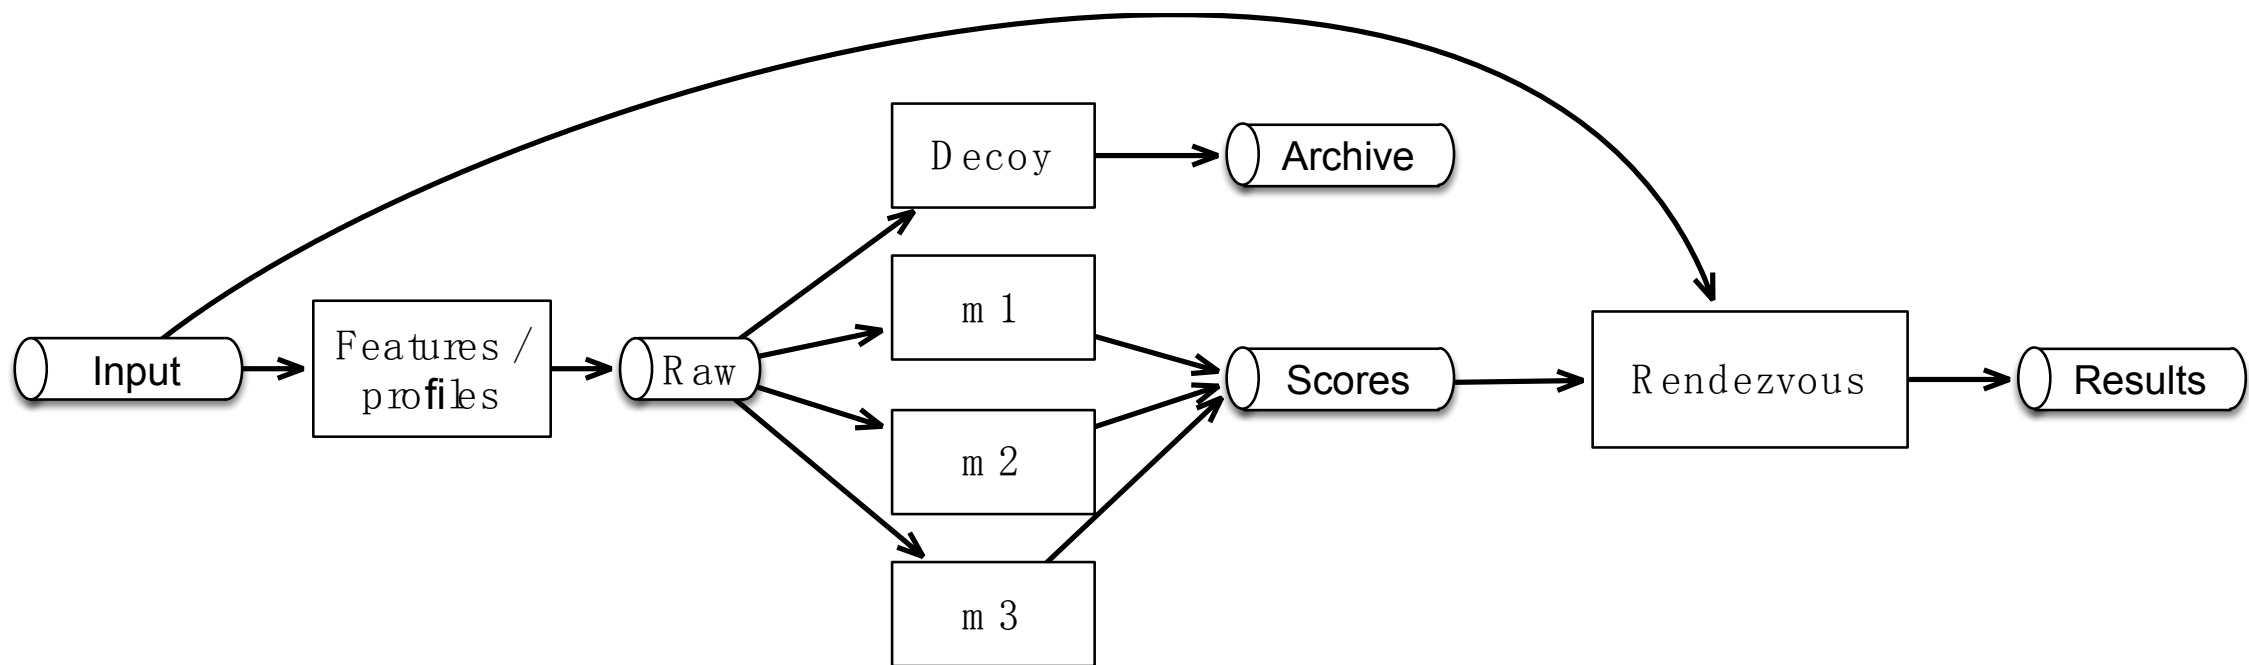 Decoy
Archive
Input
Features /
profiles
Raw
m1
m2
m3
Scores
Rendezvous
Results